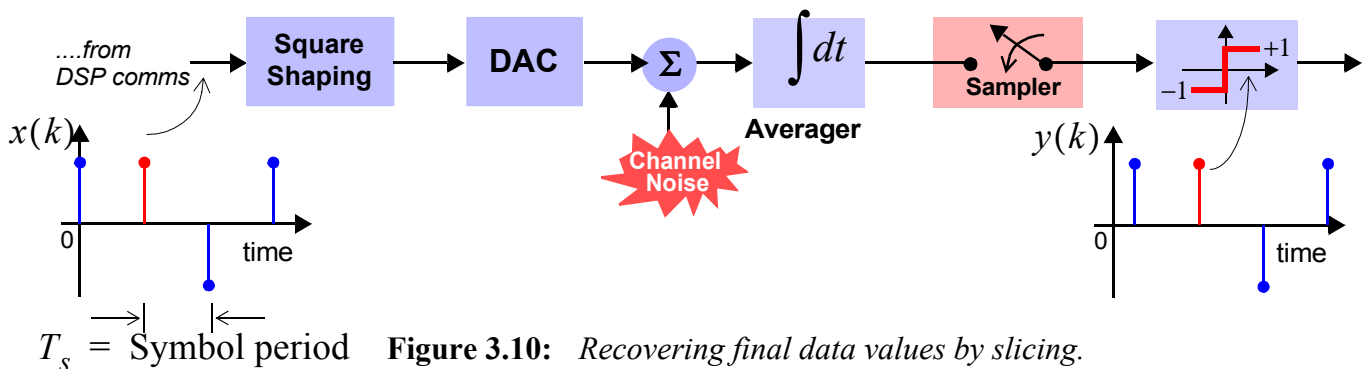 ....from
DSP comms
Square
Shaping
DAC
Σ
∫ dt
Averager
Sampler
+1
−1
Channel
Noise
x(k)
0
time
y(k)
0
time
T_s = Symbol period
Figure 3.10: Recovering final data values by slicing.